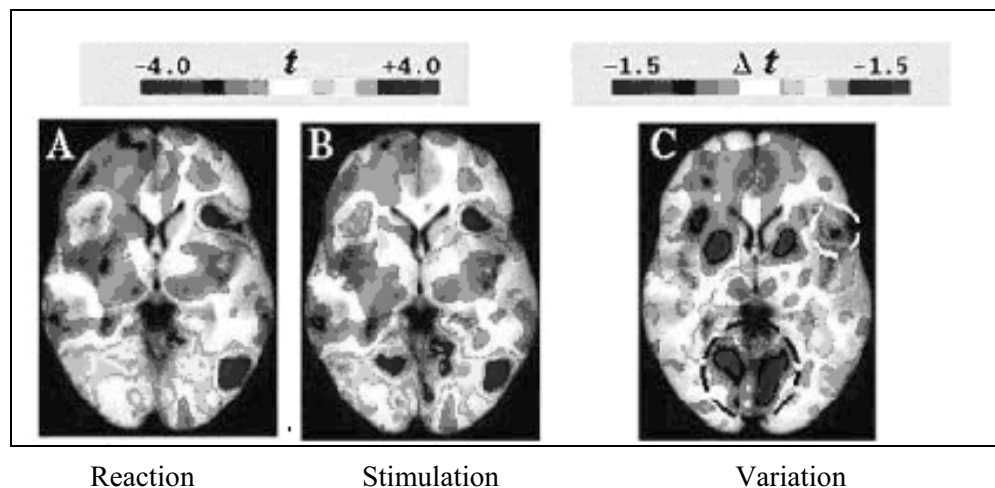 -4.0 t +4.0
-1.5 Δ t -1.5
A
B
C
Reaction Stimulation Variation